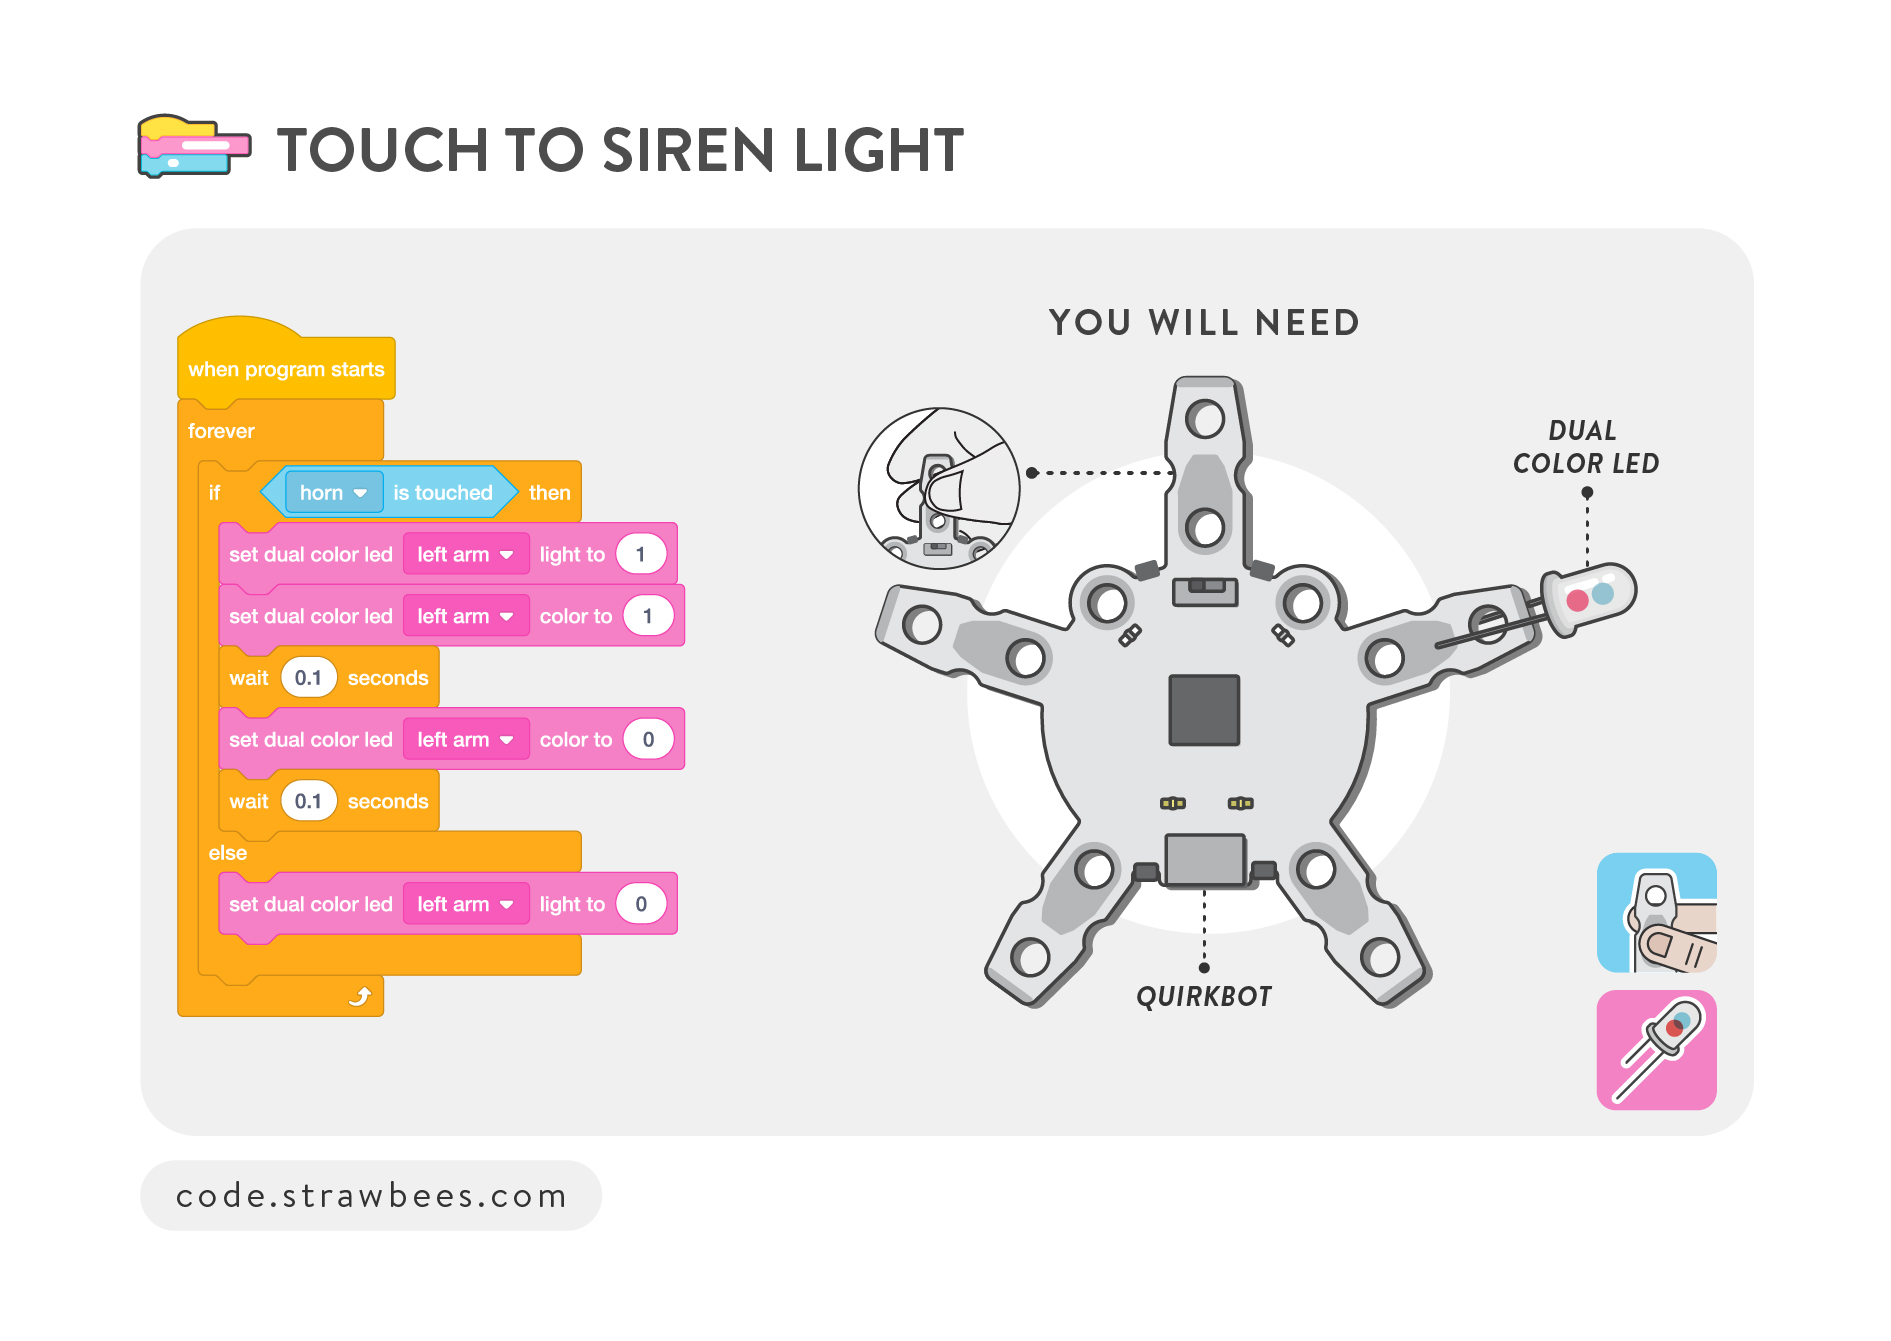 TOUCH TO SIREN LIGHT
when program starts
forever
if horn is touched then
set dual color led left arm light to 1
set dual color led left arm color to 1
wait 0.1 seconds
set dual color led left arm color to 0
wait 0.1 seconds
else
set dual color led left arm light to 0
YOU WILL NEED
DUAL
COLOR LED
QUIRKBOT
code.strawbees.com